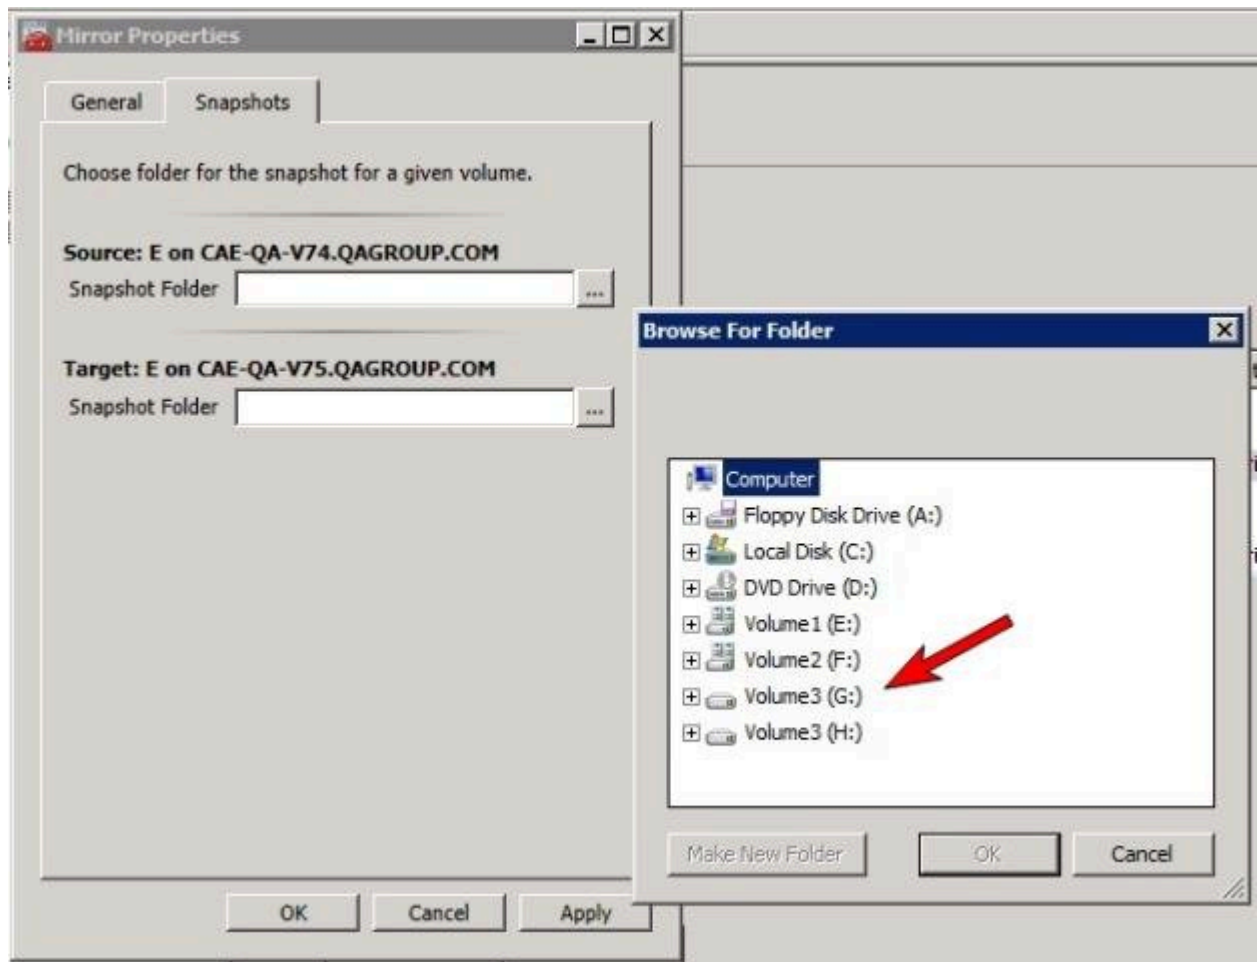 Mirror Properties
General
Snapshots
Choose folder for the snapshot for a given volume.
Source: E on CAE-QA-V74.QAGROUP.COM
Snapshot Folder
...
Target: E on CAE-QA-V75.QAGROUP.COM
Snapshot Folder
...
OK
Cancel
Apply
Browse For Folder
Computer
Floppy Disk Drive (A:)
Local Disk (C:)
DVD Drive (D:)
Volume1 (E:)
Volume2 (F:)
Volume3 (G:)
Volume3 (H:)
Make New Folder
OK
Cancel